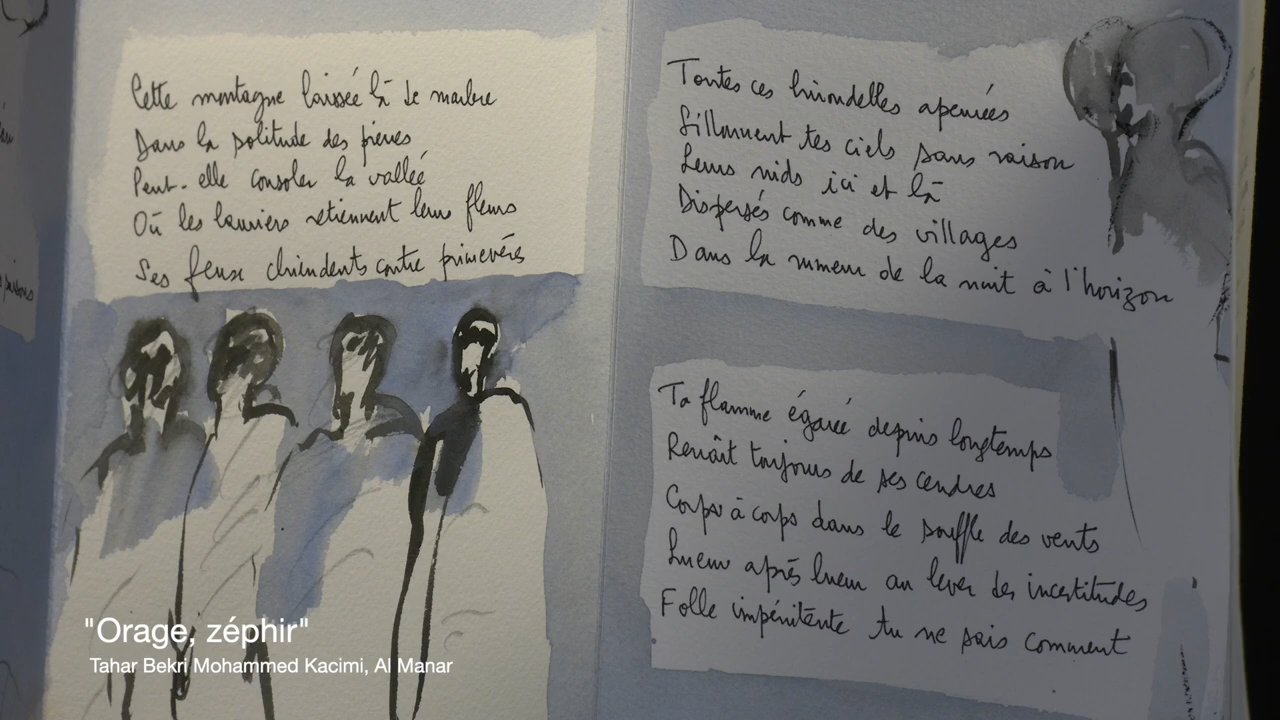 Cette montagne laissée là de marbre
Dans la solitude des pierres
Peut-elle consoler la vallée
Où les lauriers retiennent leurs fleurs
Ses feux chiendents contre primevères
Toutes ces hirondelles apeurées
Sillonnent tes ciels sans raison
Leurs nids ici et là
Dispersés comme des villages
Dans la rumeur de la nuit à l'horizon
Ta flamme égarée depuis longtemps
Renaît toujours de ses cendres
Corps à corps dans le souffle des vents
Lueur après lueur au lever des incertitudes
Folle impénitente tu ne sais comment
"Orage, zéphir"
Tahar Bekri Mohammed Kacimi, Al Manar